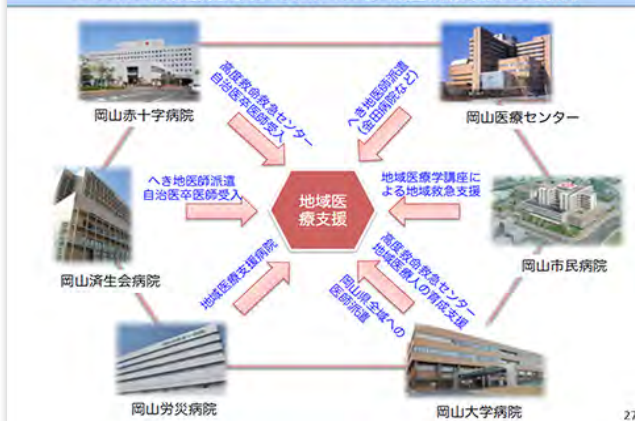 岡山赤十字病院
高度救命救急センター
自治医卒医師受入
へき地医師派遣
(金田病院など)
岡山医療センター
へき地医師派遣
自治医卒医師受入
地域医
療支援
地域医療学講座に
よる地域救急支援
岡山済生会病院
岡山市民病院
地域医療支援病院
高度救命救急センター
地域医療人の育成支援
岡山県全域への
医師派遣
岡山労災病院
岡山大学病院
27